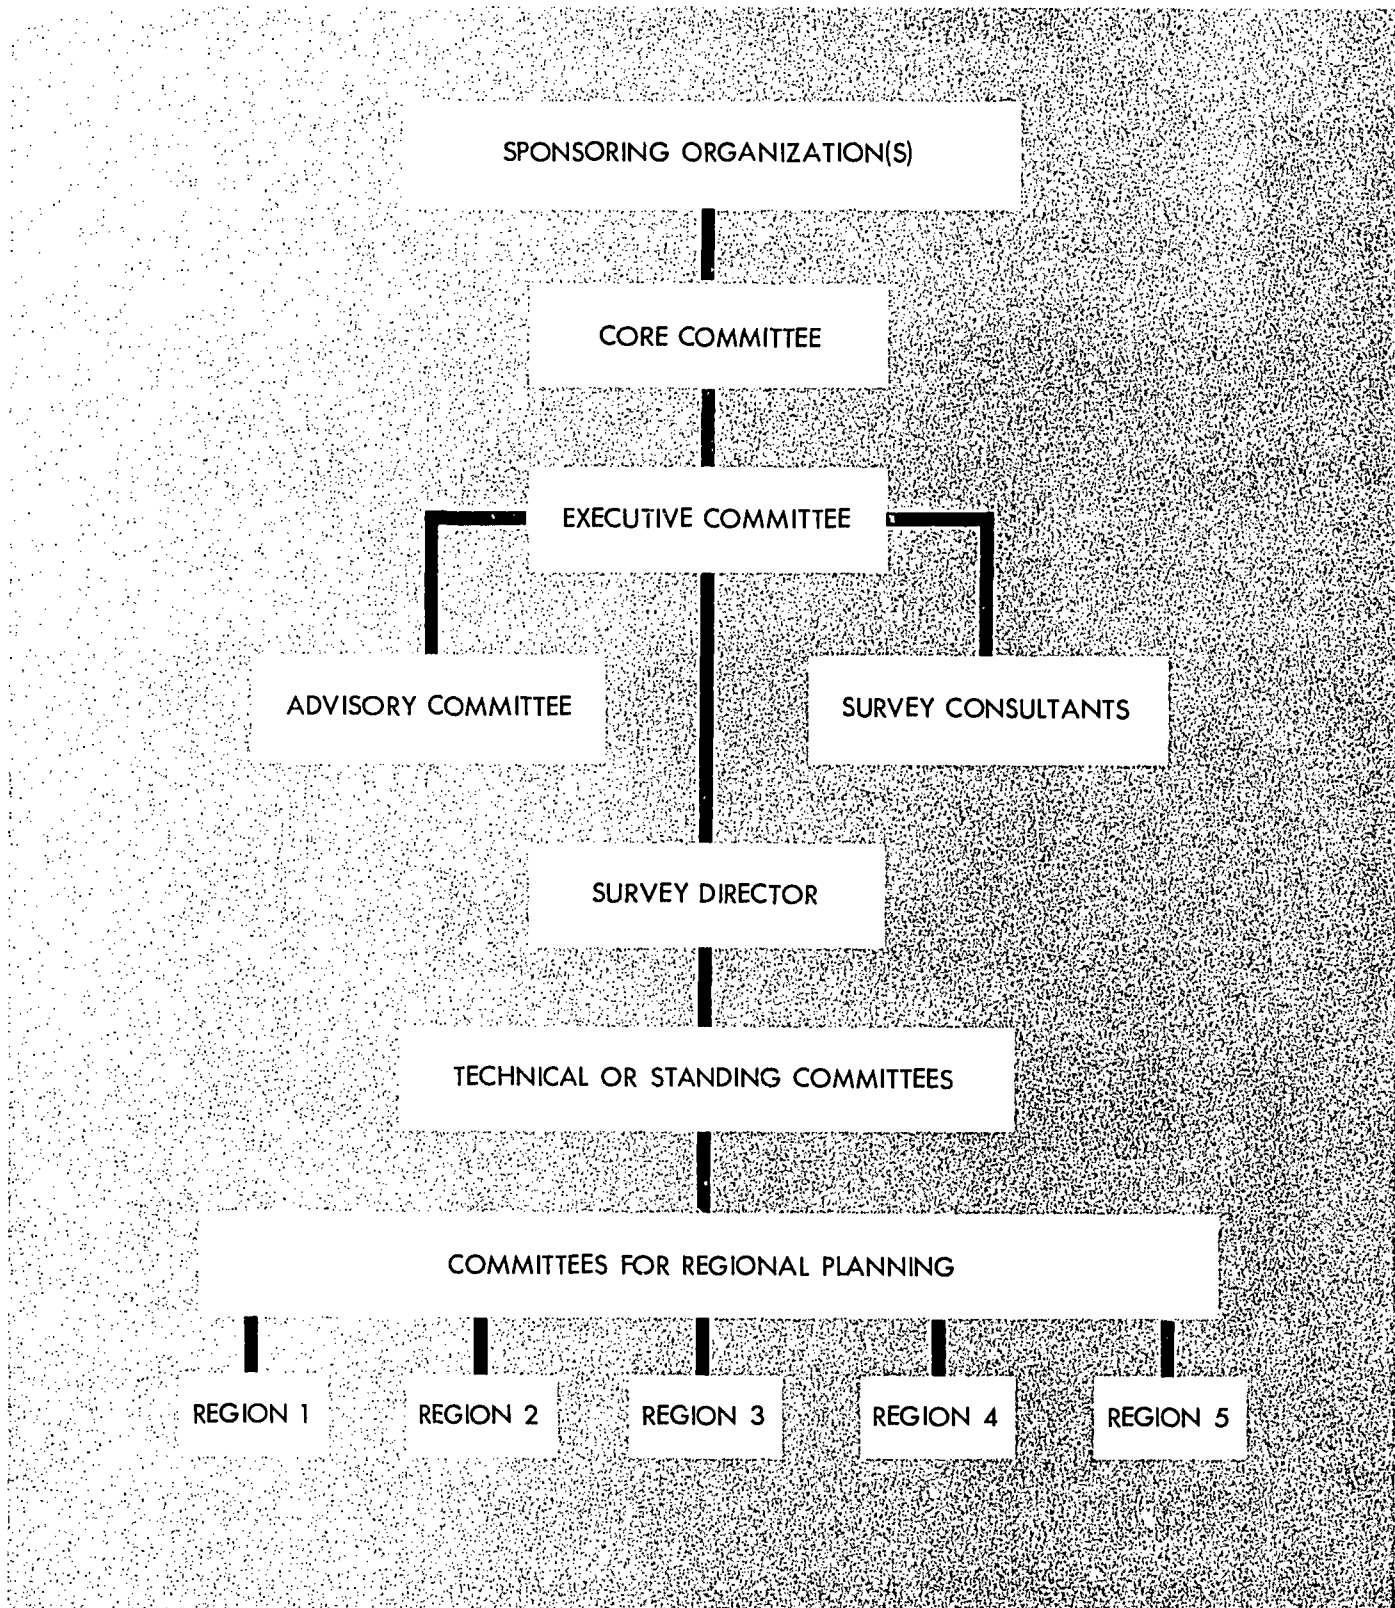 SPONSORING ORGANIZATION(S)
CORE COMMITTEE
EXECUTIVE COMMITTEE
ADVISORY COMMITTEE
SURVEY CONSULTANTS
SURVEY DIRECTOR
TECHNICAL OR STANDING COMMITTEES
COMMITTEES FOR REGIONAL PLANNING
REGION 1
REGION 2
REGION 3
REGION 4
REGION 5